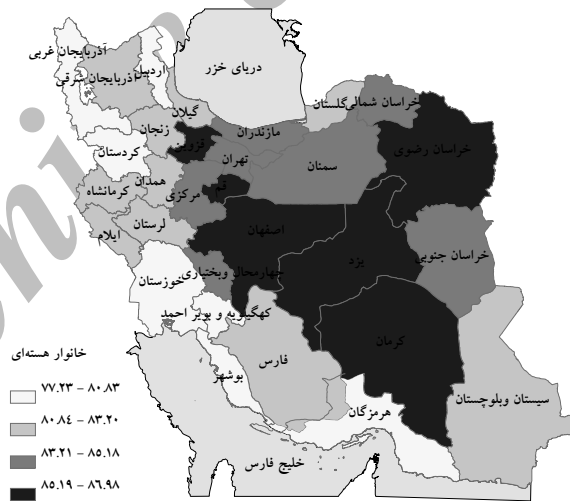 دریای خزر
آذربایجان غربی
اردبیل
آذربایجان شرقی
گیلان
گلستان
خراسان شمالی
زنجان
مازندران
خراسان رضوی
کردستان
قزوین
تهران
سمنان
همدان
قم
کرمانشاه
مرکزی
لرستان
اصفهان
ایلام
یزد
خراسان جنوبی
چهارمحال وبختیاری
خوزستان
کهگیلویه و بویر احمد
کرمان
فارس
بوشهر
سیستان وبلوچستان
هرمزگان
خلیج فارس
خانوار هسته‌ای
۷۷.۲۳ - ۸۰.۸۳
۸۰.۸۴ - ۸۳.۲۰
۸۳.۲۱ - ۸۵.۱۸
۸۵.۱۹ - ۸۶.۹۸